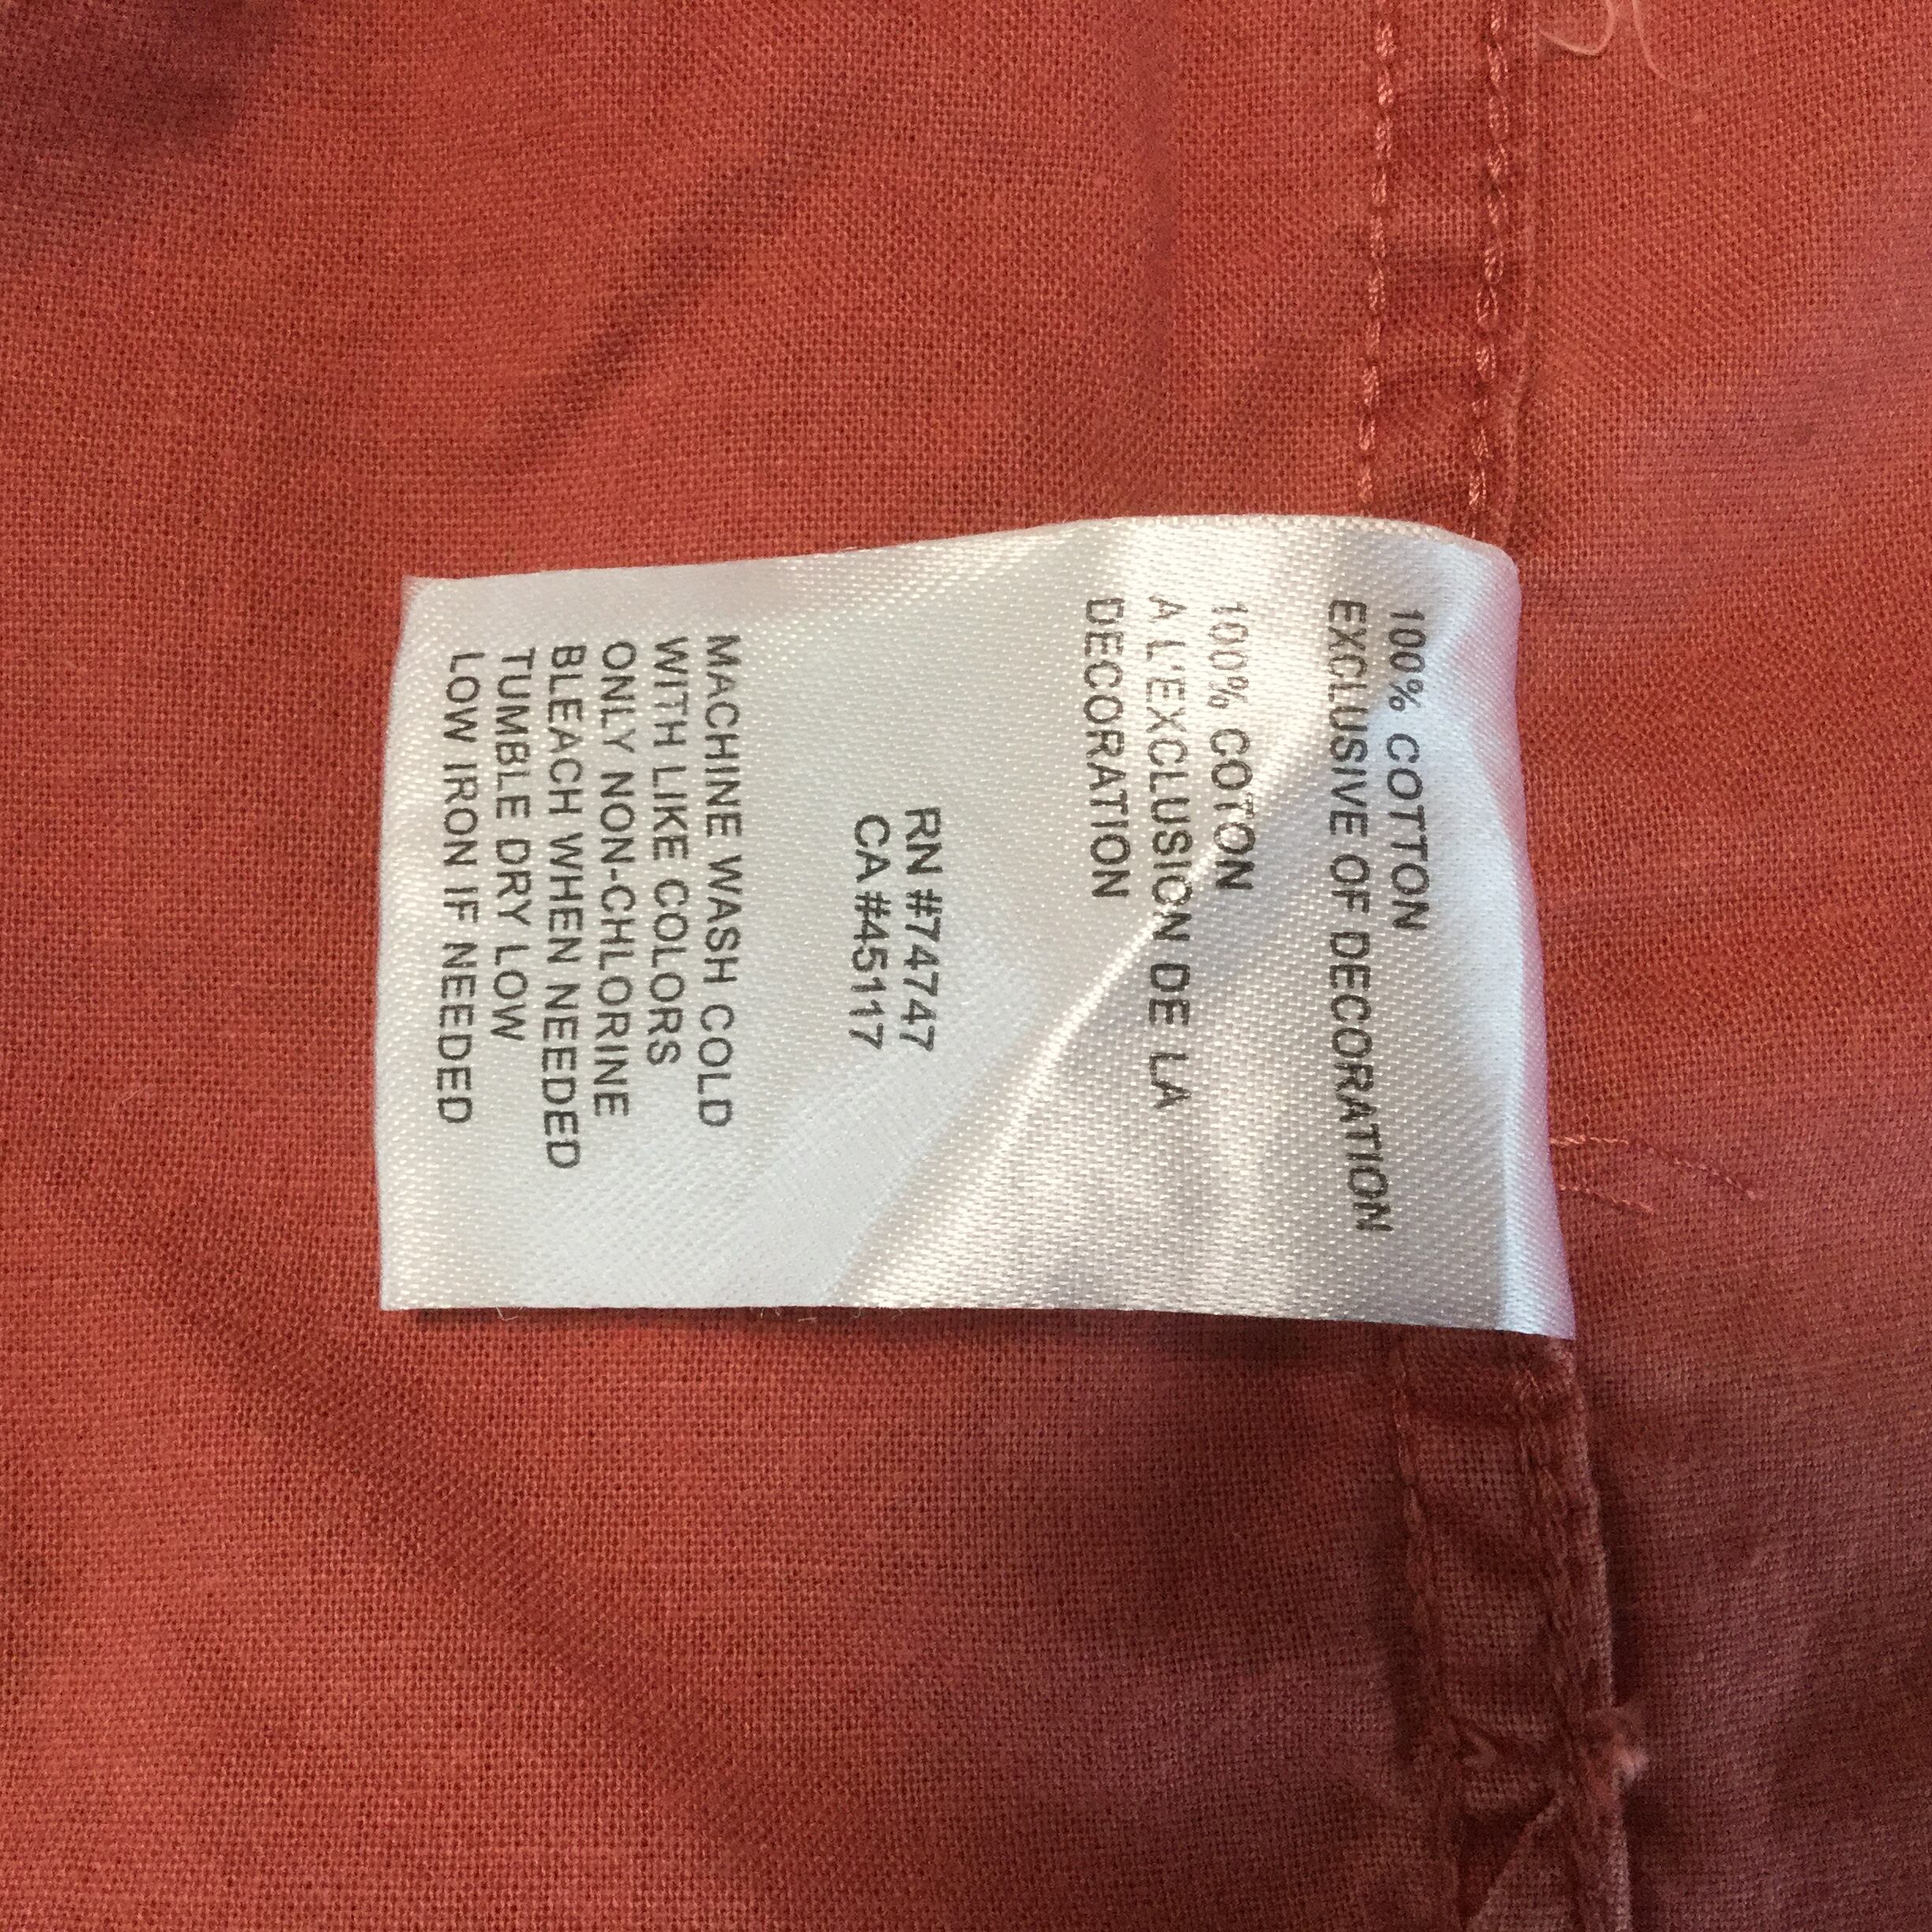 100% COTTON
EXCLUSIVE OF DECORATION
100% COTON
A L'EXCLUSION DE LA
DECORATION
RN #74747
CA #45117
MACHINE WASH COLD
WITH LIKE COLORS
ONLY NON-CHLORINE
BLEACH WHEN NEEDED
TUMBLE DRY LOW
LOW IRON IF NEEDED